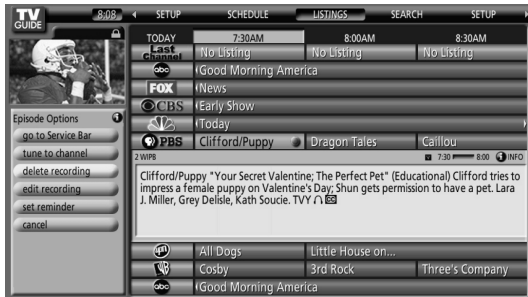 TV GUIDE
8:08
SETUP SCHEDULE LISTINGS SEARCH SETUP
TODAY 7:30AM 8:00AM 8:30AM
Last Channel No Listing No Listing No Listing
abc Good Morning America
FOX News
CBS Early Show
Today
PBS Clifford/Puppy Dragon Tales Caillou
2 WIPB 7:30 8:00 i INFO
Clifford/Puppy "Your Secret Valentine; The Perfect Pet" (Educational) Clifford tries to
impress a female puppy on Valentine's Day; Shun gets permission to have a pet. Lara
J. Miller, Grey Delisle, Kath Soucie. TVY CC
Episode Options
go to Service Bar
tune to channel
delete recording
edit recording
set reminder
cancel
upn All Dogs Little House on...
WB Cosby 3rd Rock Three's Company
abc Good Morning America